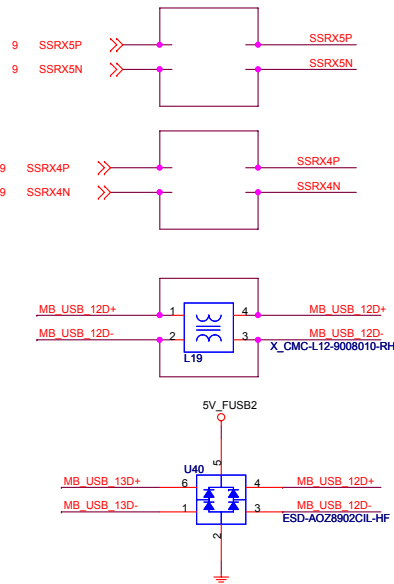 9 SSRX5P SSRX5P
9 SSRX5N SSRX5N
9 SSRX4P SSRX4P
9 SSRX4N SSRX4N
MB_USB_12D+ 1 4 MB_USB_12D+
MB_USB_12D- 2 3 MB_USB_12D-
L19 X_CMC-L12-9008010-RH
5V_FUSB2
5
U40
MB_USB_13D+ 6 4 MB_USB_12D+
MB_USB_13D- 1 3 MB_USB_12D-
ESD-AOZ8902CIL-HF
2